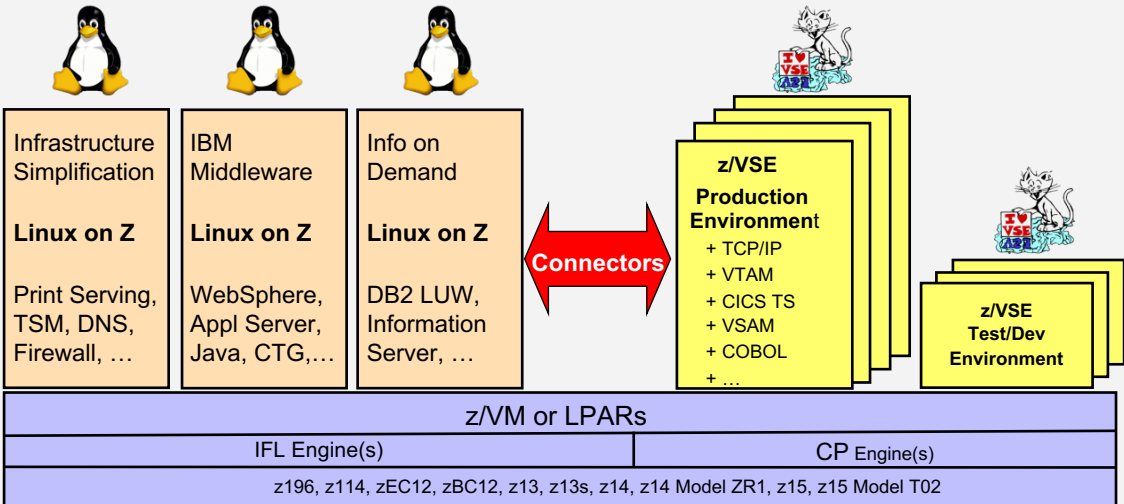 Infrastructure
Simplification
Linux on Z
Print Serving,
TSM, DNS,
Firewall, …
IBM
Middleware
Linux on Z
WebSphere,
Appl Server,
Java, CTG,…
Info on
Demand
Linux on Z
DB2 LUW,
Information
Server, …
Connectors
I ♥
VSE
z/VSE
Production
Environment
+ TCP/IP
+ VTAM
+ CICS TS
+ VSAM
+ COBOL
+ …
I ♥
VSE
z/VSE
Test/Dev
Environment
z/VM or LPARs
IFL Engine(s)
CP Engine(s)
z196, z114, zEC12, zBC12, z13, z13s, z14, z14 Model ZR1, z15, z15 Model T02